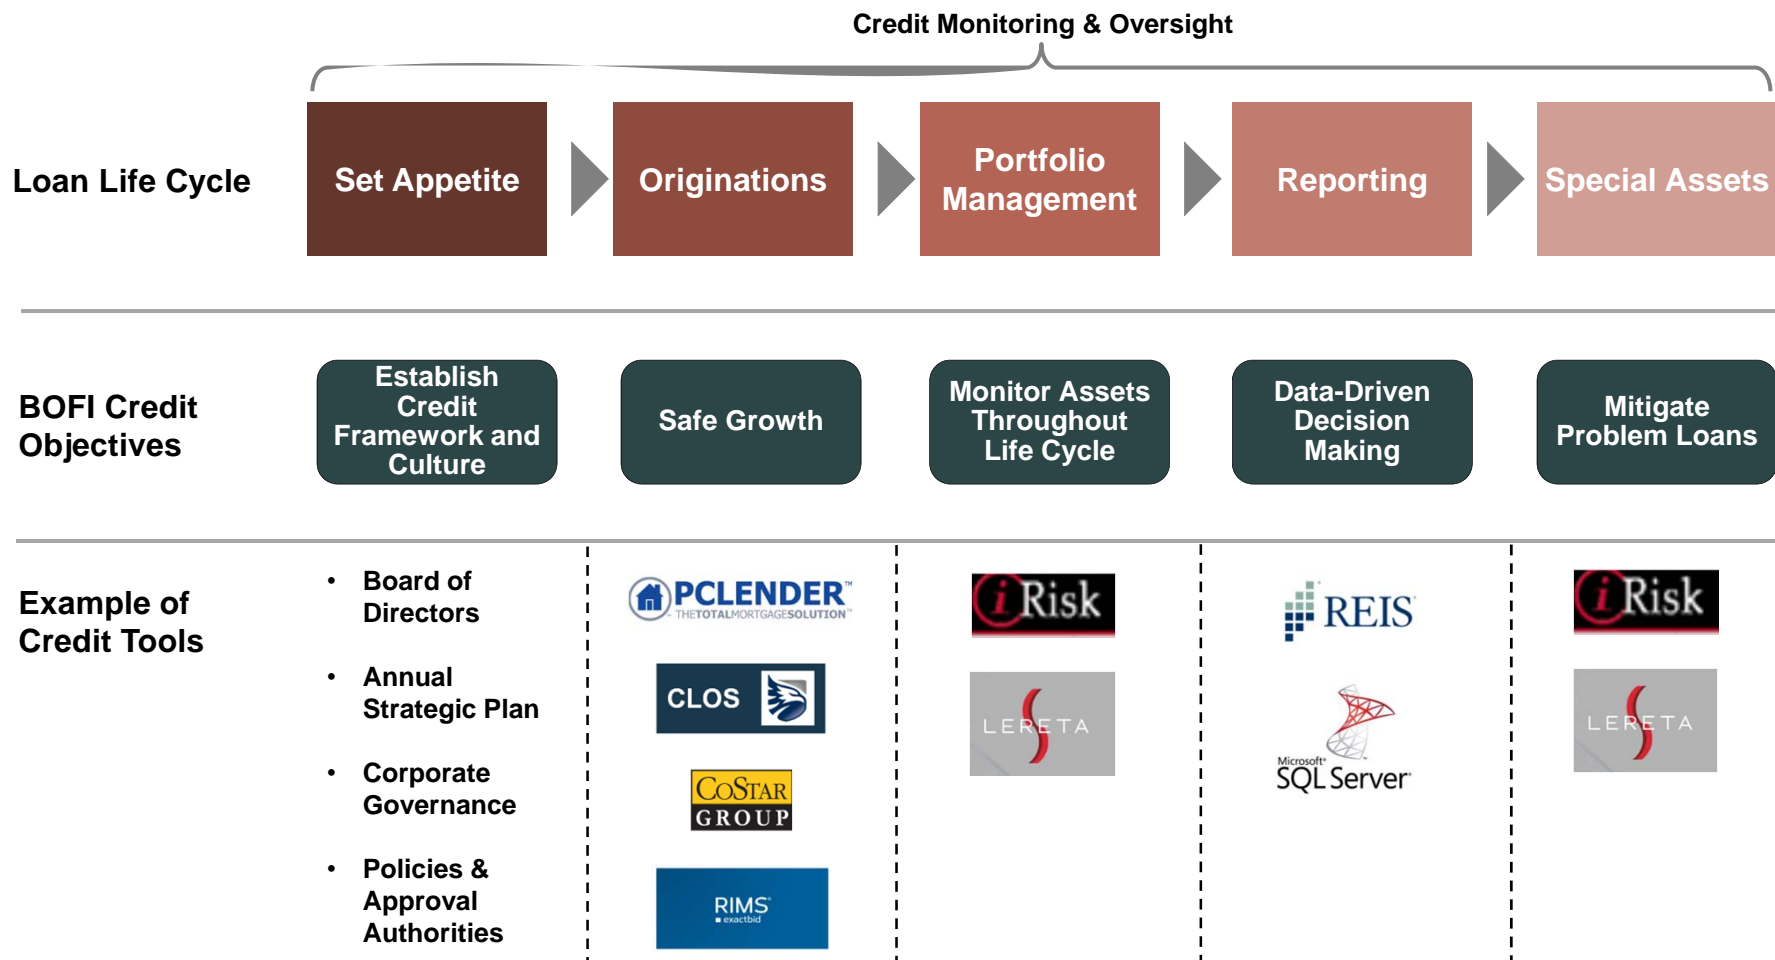 Credit Monitoring & Oversight
Loan Life Cycle
Set Appetite
Originations
Portfolio
Management
Reporting
Special Assets
BOFI Credit
Objectives
Establish
Credit
Framework and
Culture
Safe Growth
Monitor Assets
Throughout
Life Cycle
Data-Driven
Decision
Making
Mitigate
Problem Loans
Example of
Credit Tools
• Board of
Directors
• Annual
Strategic Plan
• Corporate
Governance
• Policies &
Approval
Authorities
PCLENDER™
THETOTALMORTGAGESOLUTION™
CLOS
COSTAR
GROUP
RIMS®
exactbid
iRisk
LERETA
REIS®
Microsoft®
SQL Server®
iRisk
LERETA